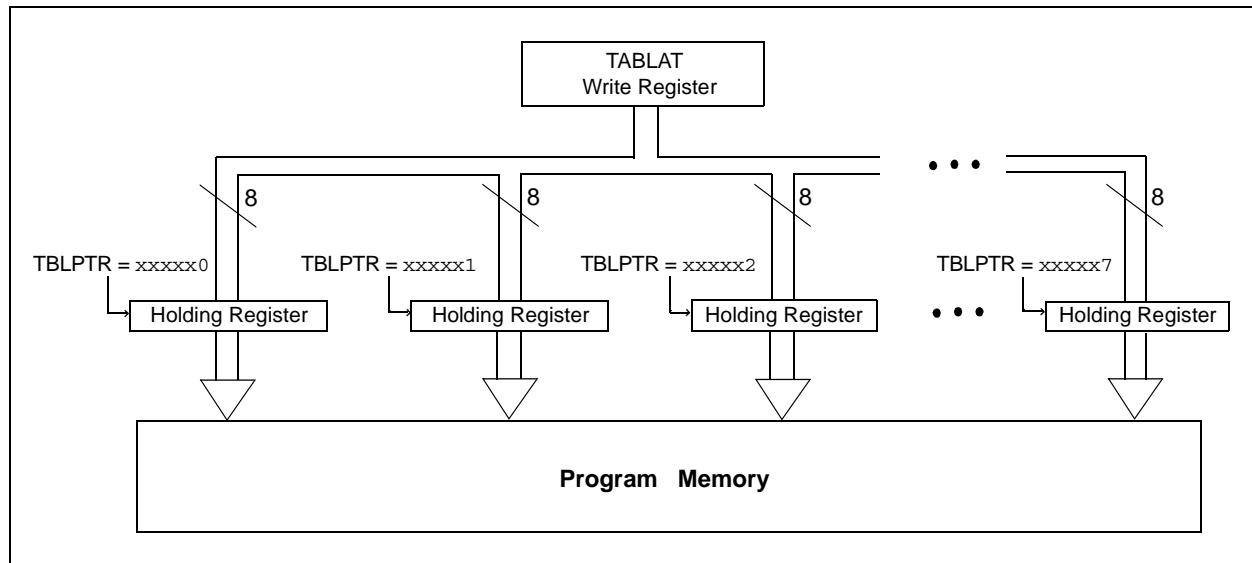 TABLAT
Write Register
8
8
8
8
TBLPTR = xxxxx0
TBLPTR = xxxxx1
TBLPTR = xxxxx2
TBLPTR = xxxxx7
Holding Register
Holding Register
Holding Register
Holding Register
Program Memory